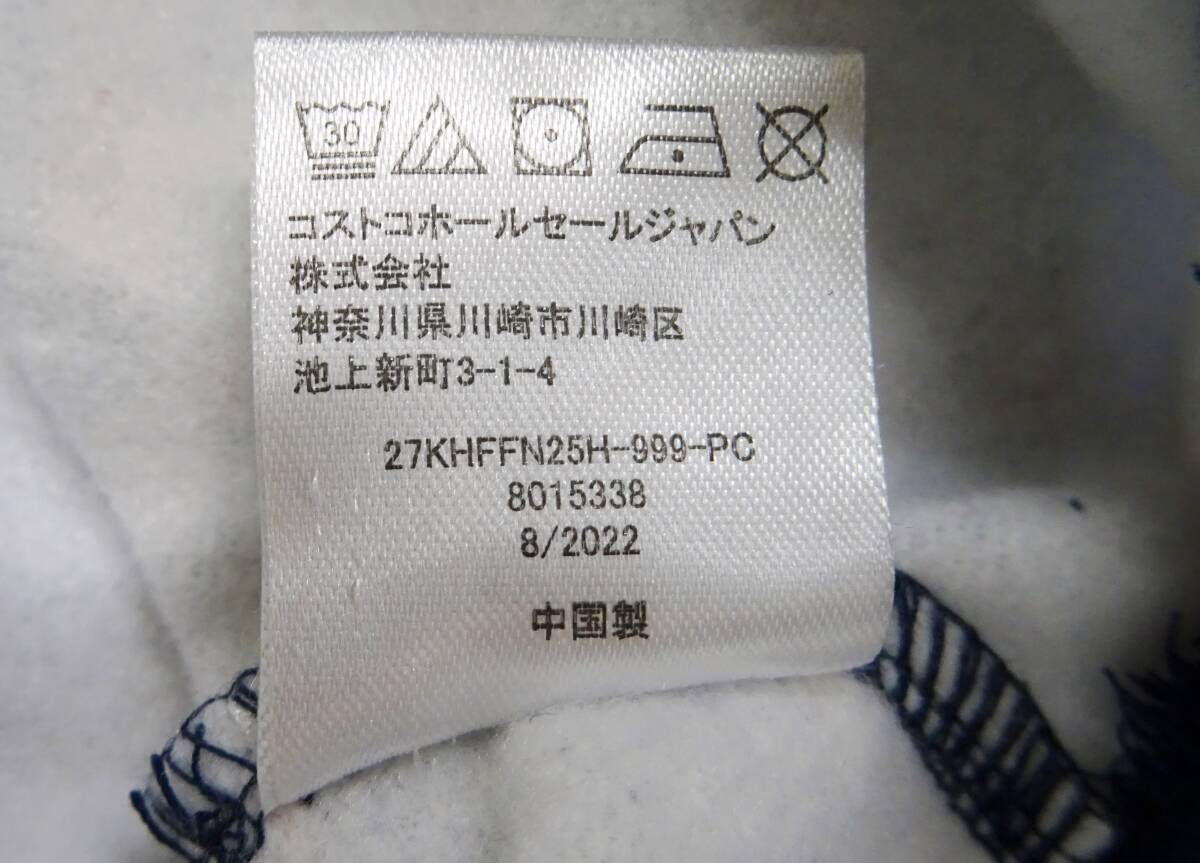 30
コストコホールセールジャパン
株式会社
神奈川県川崎市川崎区
池上新町3-1-4
27KHFFN25H-999-PC
8015338
8/2022
中国製